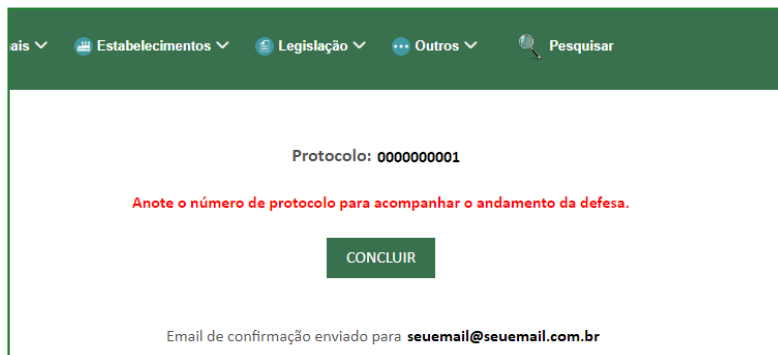 ais Estabelecimentos Legislação Outros Pesquisar
Protocolo: 0000000001
Anote o número de protocolo para acompanhar o andamento da defesa.
CONCLUIR
Email de confirmação enviado para seuemail@seuemail.com.br